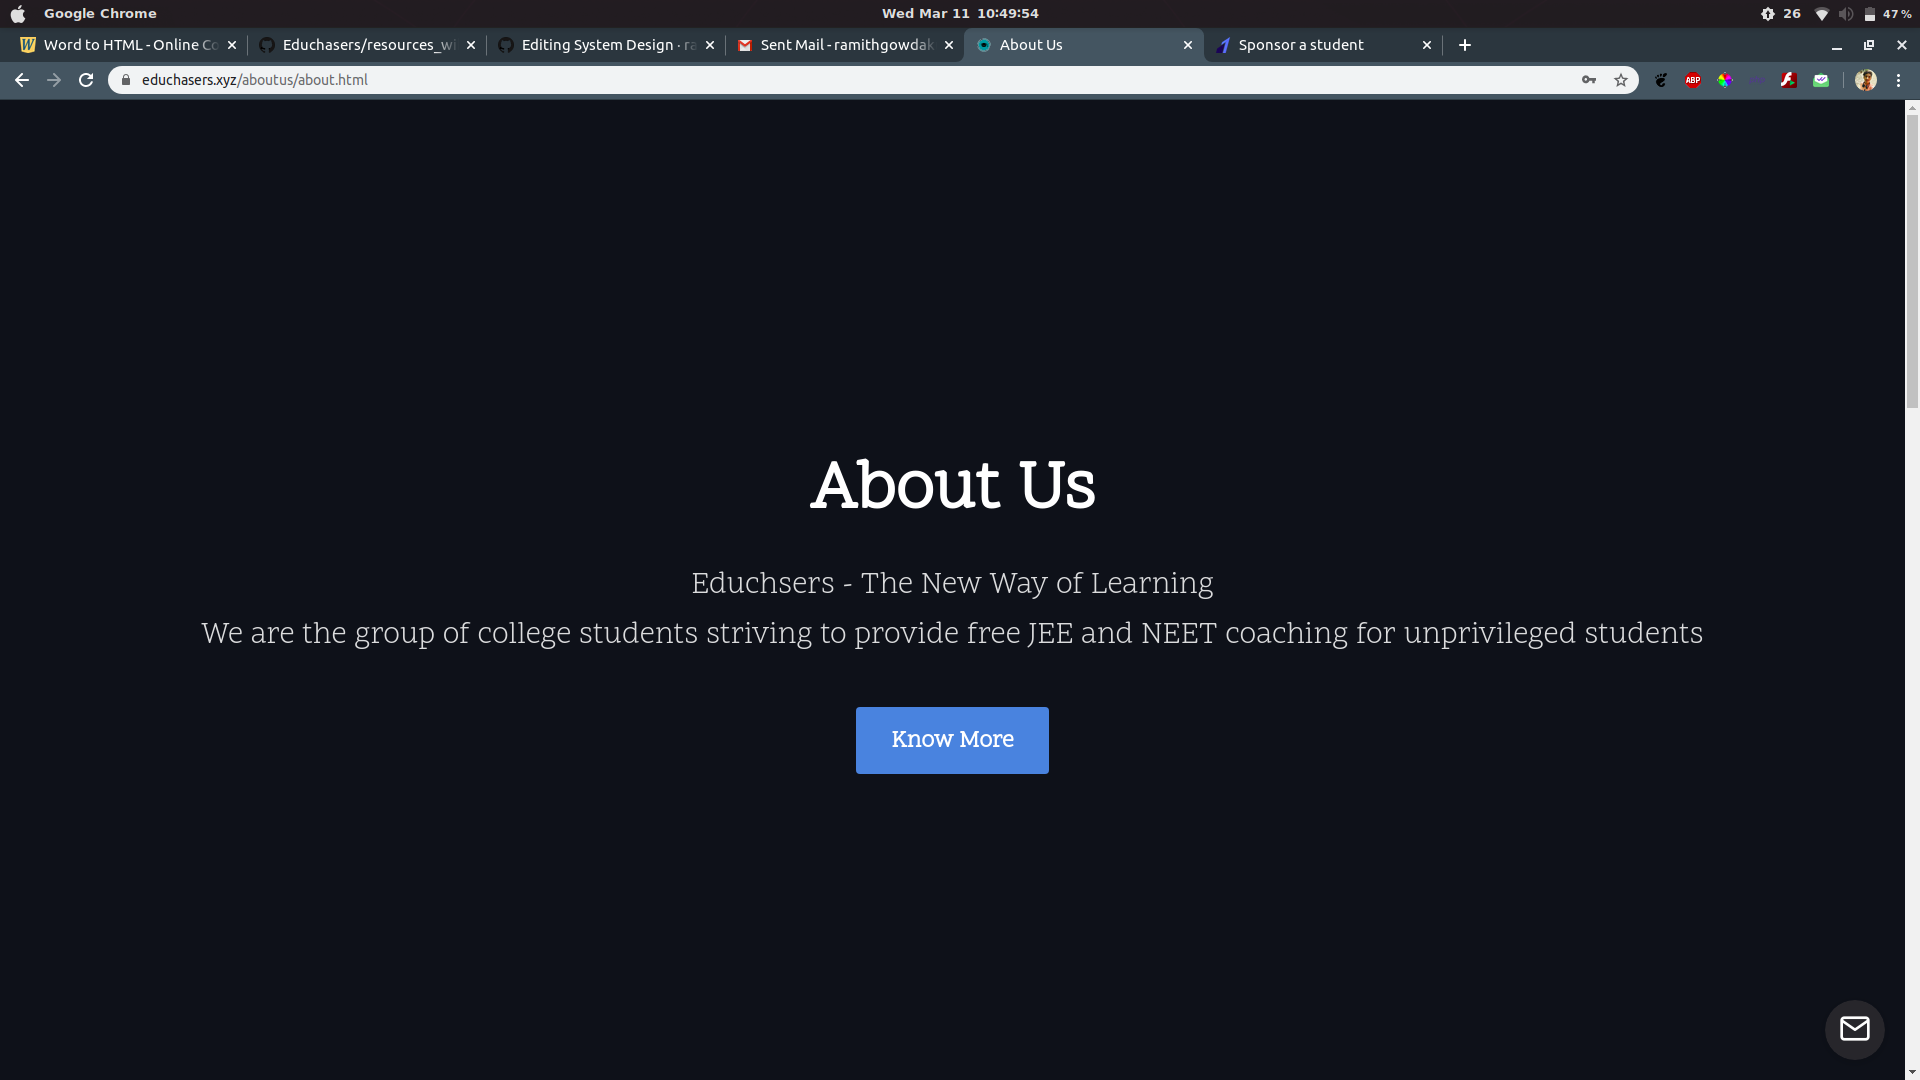 Google Chrome
Wed Mar 11 10:49:54
26
47%
Word to HTML - Online Co
Educhasers/resources_wi
Editing System Design · ra
Sent Mail - ramithgowdak
About Us
Sponsor a student
educhasers.xyz/aboutus/about.html
ABP
About Us
Educhsers - The New Way of Learning
We are the group of college students striving to provide free JEE and NEET coaching for unprivileged students
Know More